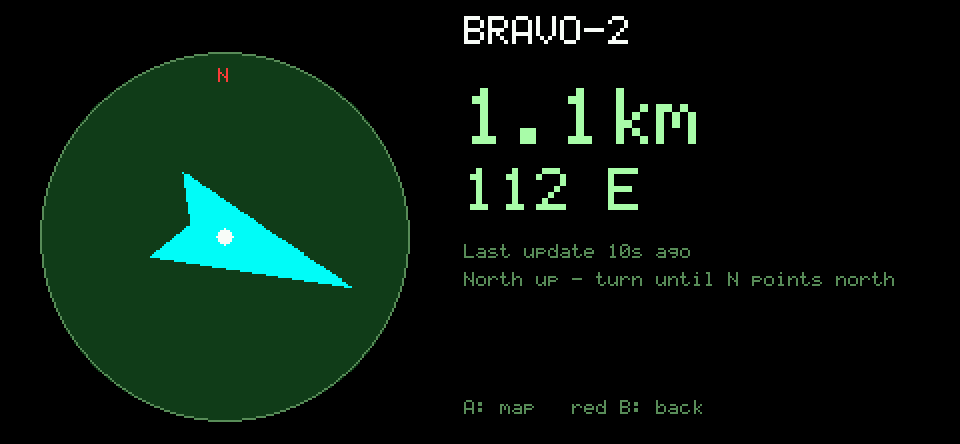 BRAVO-2
N
1.1km
112 E
Last update 10s ago
North up - turn until N points north
A: map   red B: back